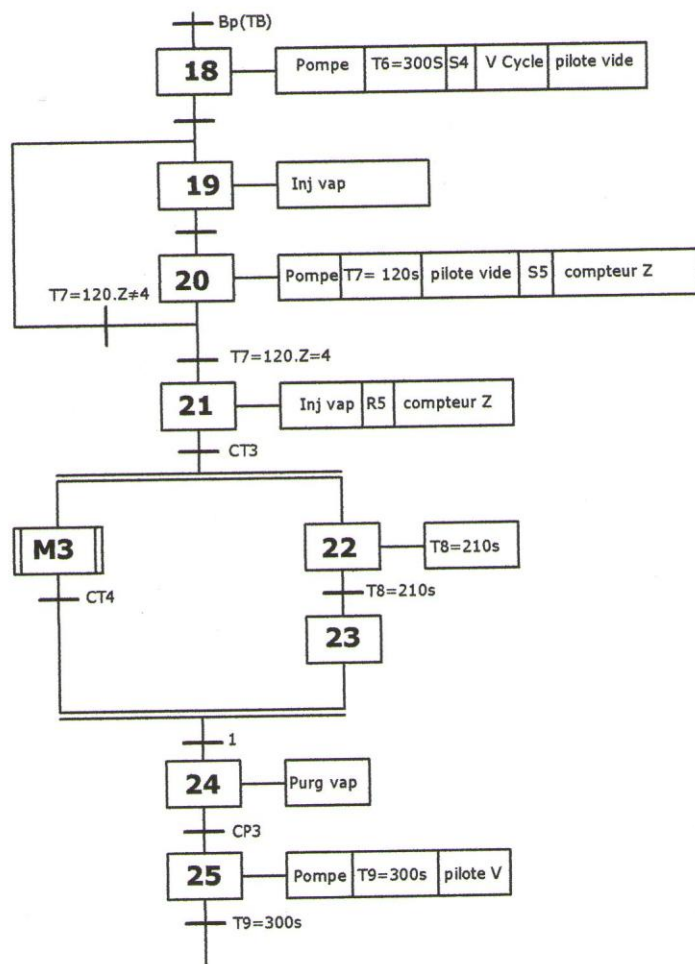 Bp(TB)
18 Pompe T6=300S S4 V Cycle pilote vide
19 Inj vap
20 Pompe T7= 120s pilote vide S5 compteur Z
T7=120.Z≠4
T7=120.Z=4
21 Inj vap R5 compteur Z
CT3
M3 22 T8=210s
CT4 T8=210s
23
1
24 Purg vap
CP3
25 Pompe T9=300s pilote V
T9=300s